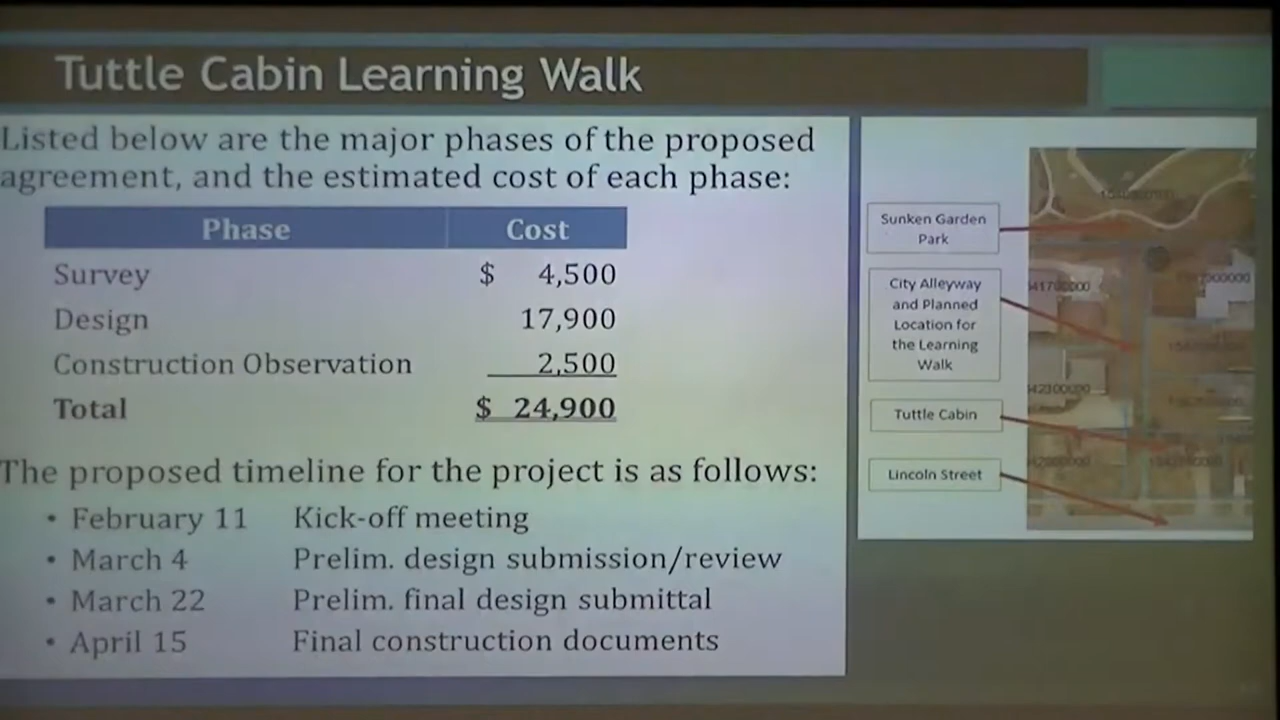 Tuttle Cabin Learning Walk
Listed below are the major phases of the proposed
agreement, and the estimated cost of each phase:
Phase Cost
Survey $ 4,500
Design 17,900
Construction Observation 2,500
Total $ 24,900
The proposed timeline for the project is as follows:
• February 11 Kick-off meeting
• March 4 Prelim. design submission/review
• March 22 Prelim. final design submittal
• April 15 Final construction documents
Sunken Garden
Park
City Alleyway
and Planned
Location for
the Learning
Walk
Tuttle Cabin
Lincoln Street